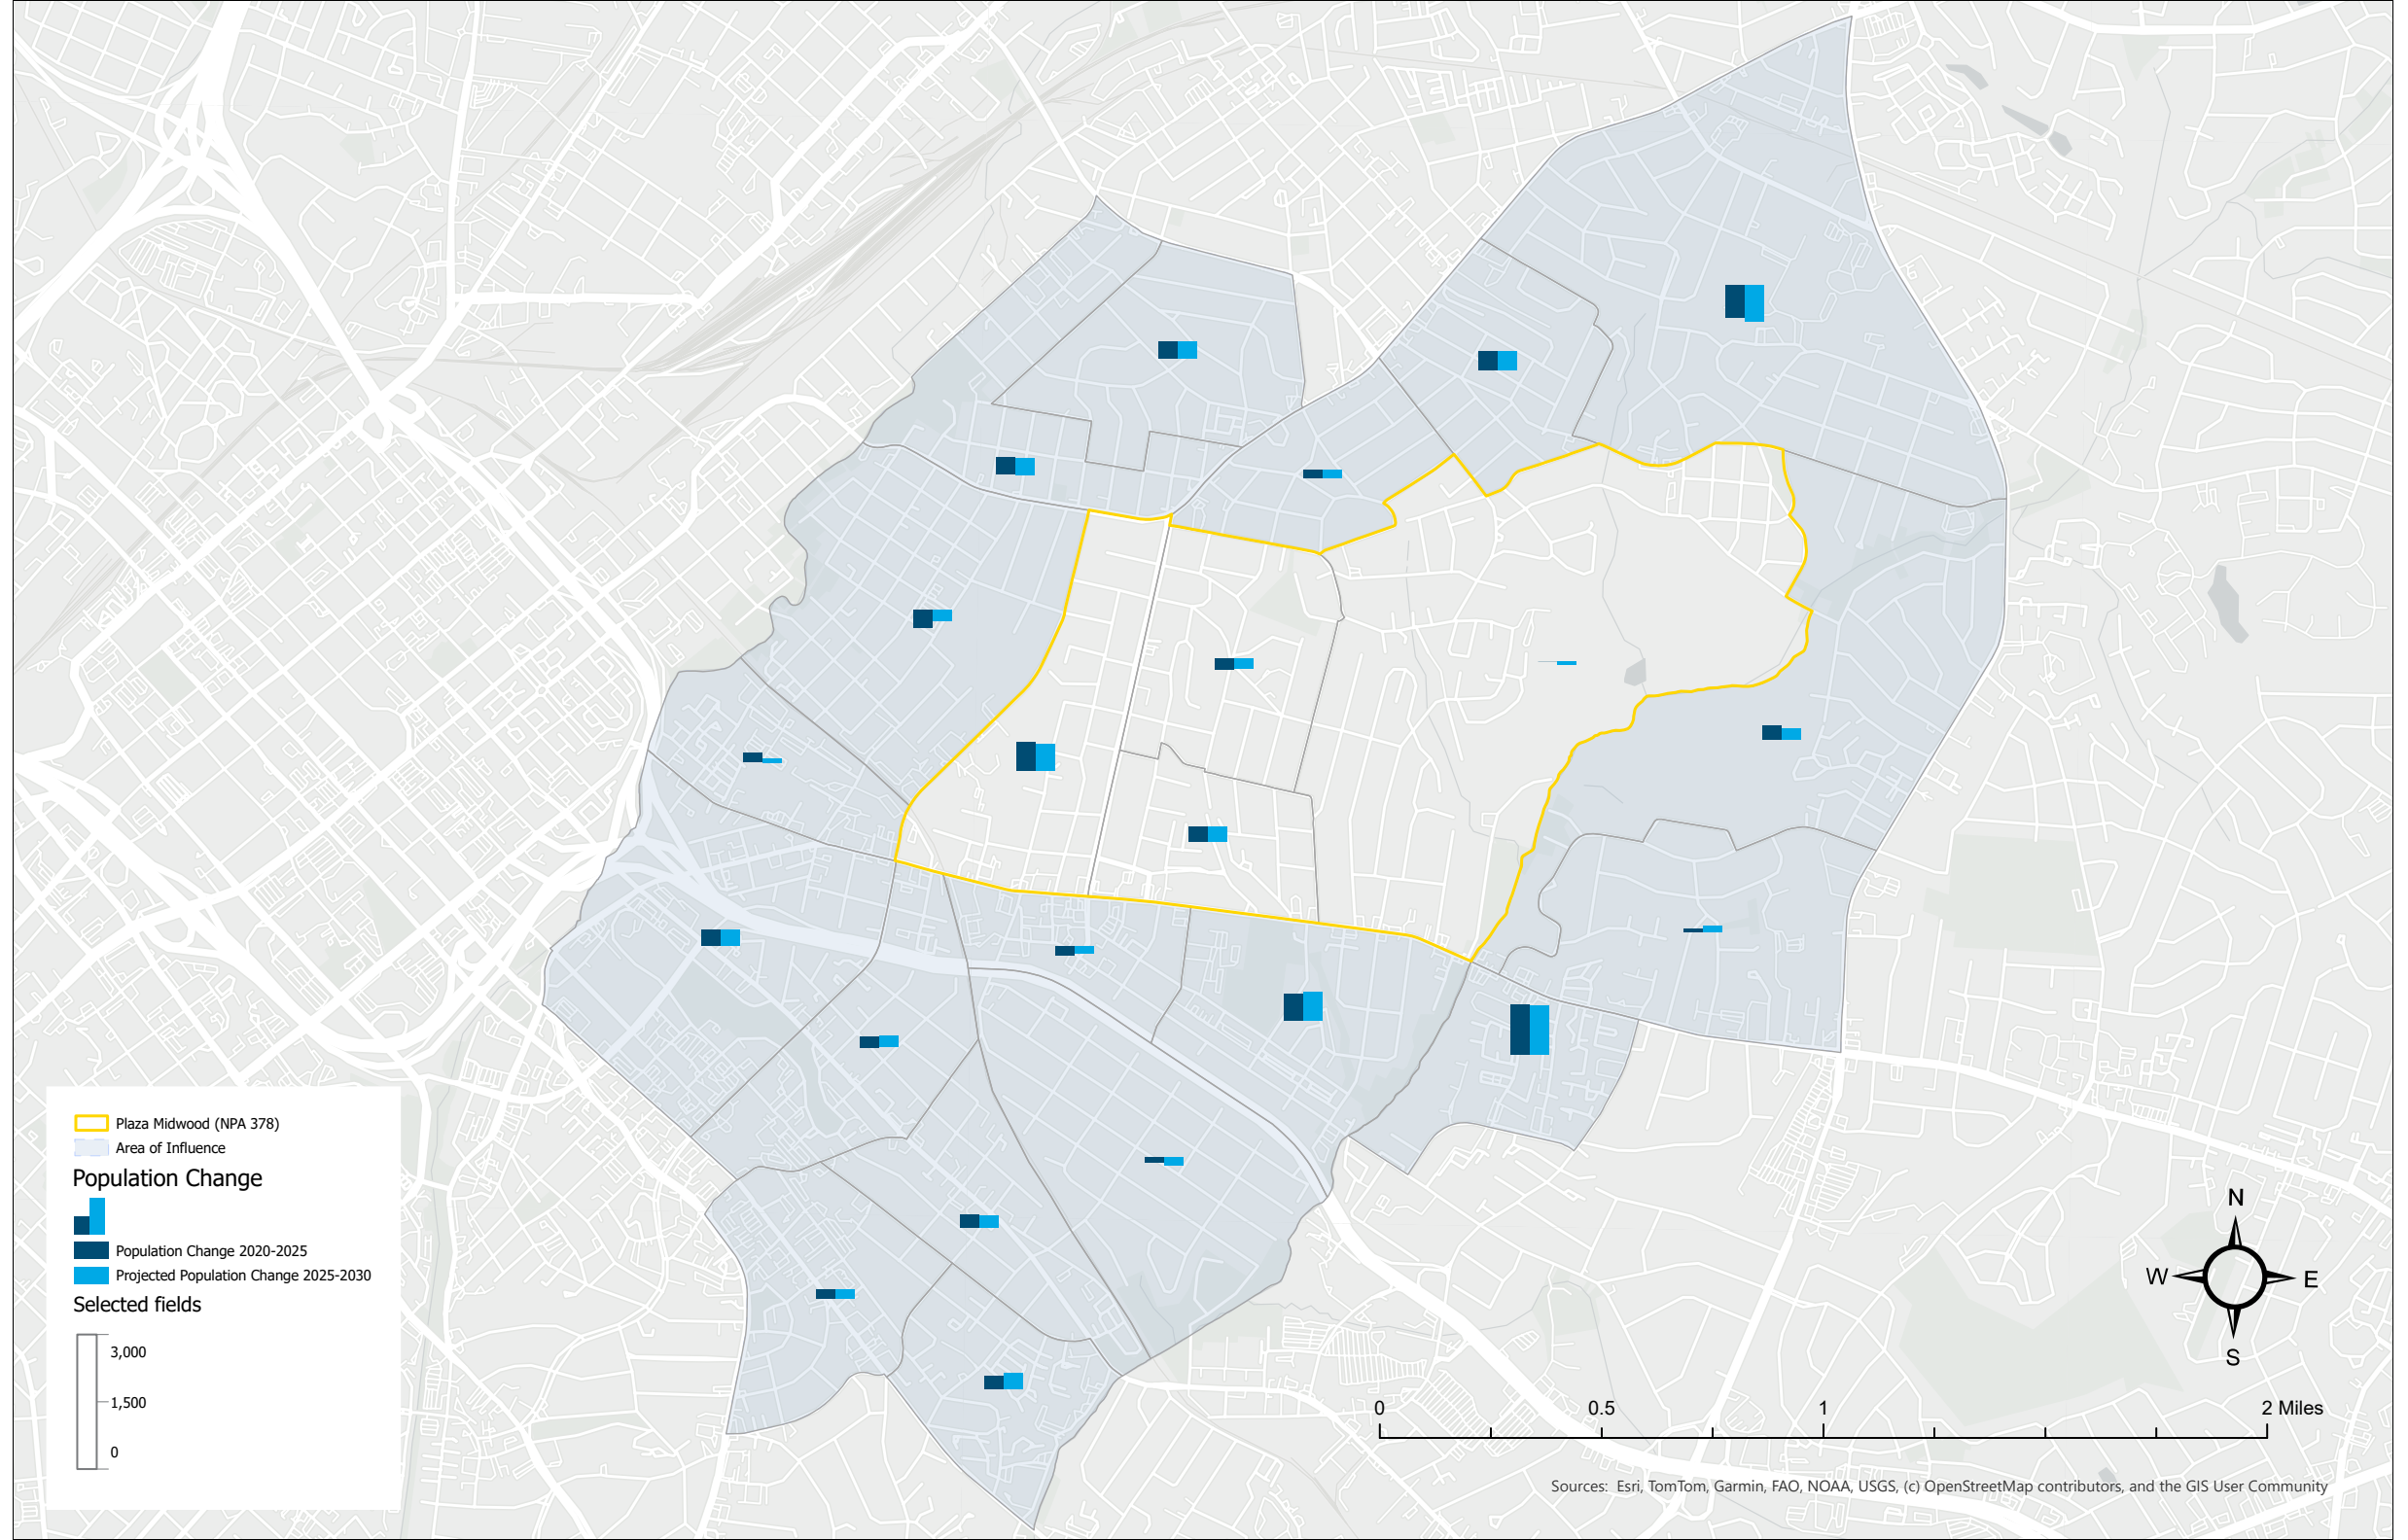 Plaza Midwood (NPA 378)
Area of Influence
Population Change
Population Change 2020-2025
Projected Population Change 2025-2030
Selected fields
3,000
1,500
0
N
W
E
S
0 0.5 1 2 Miles
Sources: Esri, TomTom, Garmin, FAO, NOAA, USGS, (c) OpenStreetMap contributors, and the GIS User Community